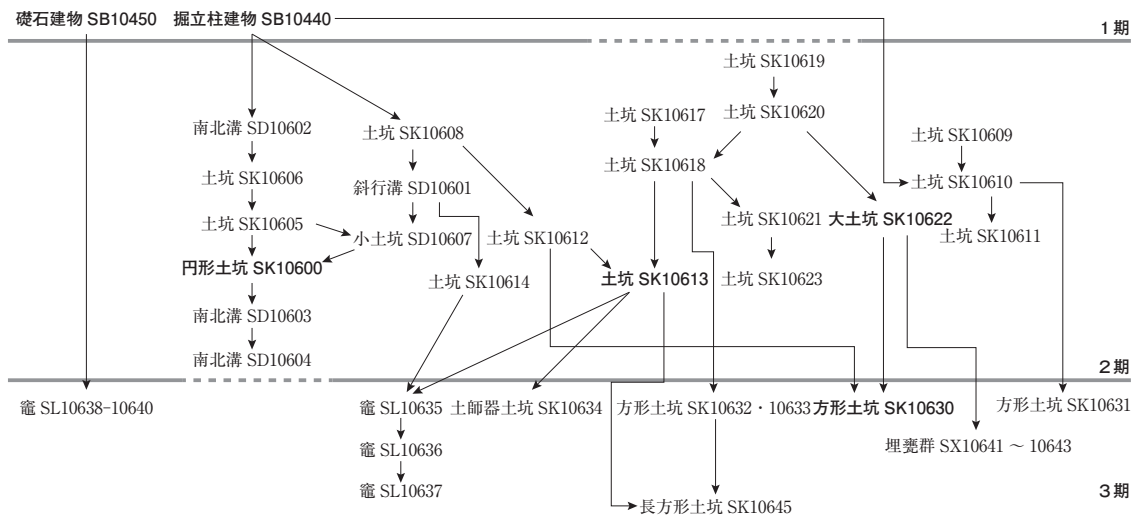 礎石建物 SB10450
掘立柱建物 SB10440
1期
土坑 SK10619
南北溝 SD10602
土坑 SK10608
土坑 SK10617
土坑 SK10620
土坑 SK10609
土坑 SK10606
斜行溝 SD10601
土坑 SK10618
土坑 SK10610
土坑 SK10605
小土坑 SD10607
土坑 SK10612
土坑 SK10621
大土坑 SK10622
土坑 SK10611
円形土坑 SK10600
土坑 SK10614
土坑 SK10613
土坑 SK10623
南北溝 SD10603
南北溝 SD10604
2期
竈 SL10638-10640
竈 SL10635
土師器土坑 SK10634
方形土坑 SK10632・10633
方形土坑 SK10630
方形土坑 SK10631
竈 SL10636
埋甕群 SX10641 ～ 10643
竈 SL10637
長方形土坑 SK10645
3期